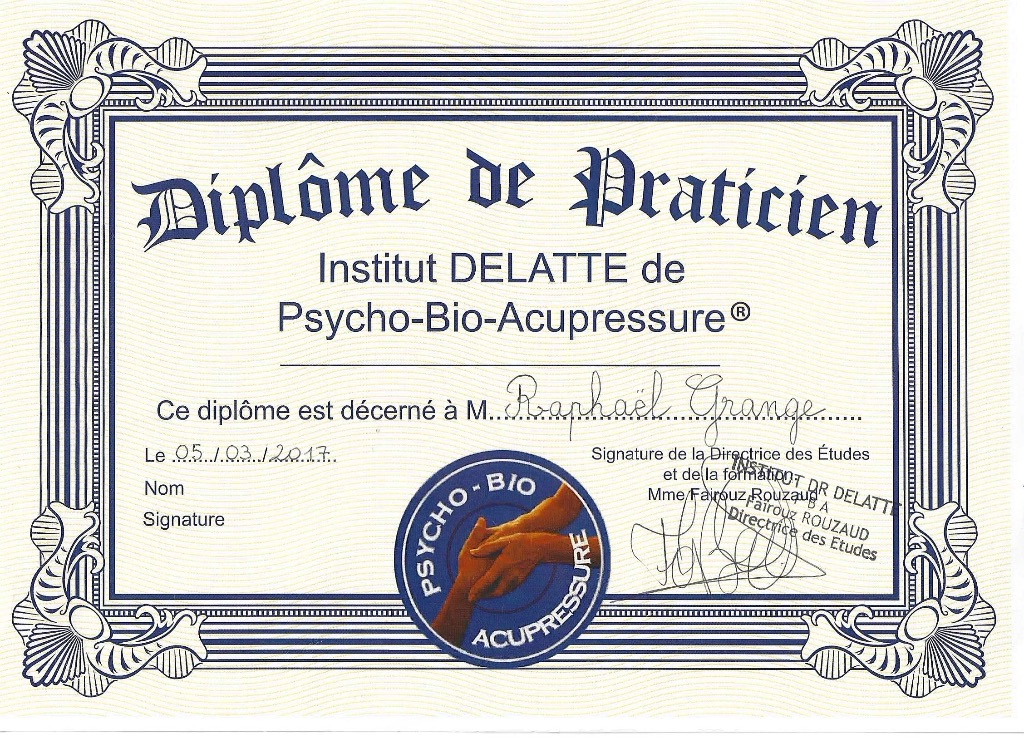 Diplôme de Praticien
Institut DELATTE de
Psycho-Bio-Acupressure®
Ce diplôme est décerné à M. Raphaël Grange
Le 05/03/2017
Nom
Signature
Signature de la Directrice des Études
et de la formation
Mme Fairouz Rouzaud
INSTITUT DR DELATTE
P B A
Fairouz ROUZAUD
Directrice des Etudes
PSYCHO-BIO
ACUPRESSURE